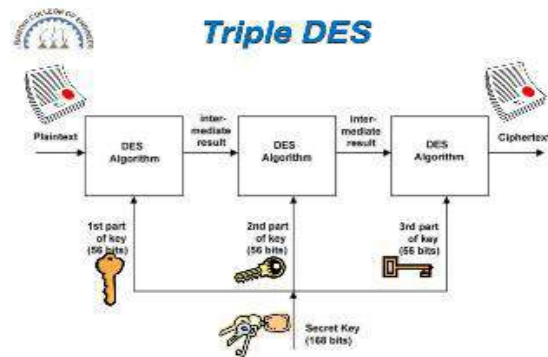 Triple DES
Plaintext
DES
Algorithm
inter-
mediate
result
DES
Algorithm
inter-
mediate
result
DES
Algorithm
Ciphertext
1st part
of key
(56 bits)
2nd part
of key
(56 bits)
3rd part
of key
(56 bits)
Secret Key
(168 bits)